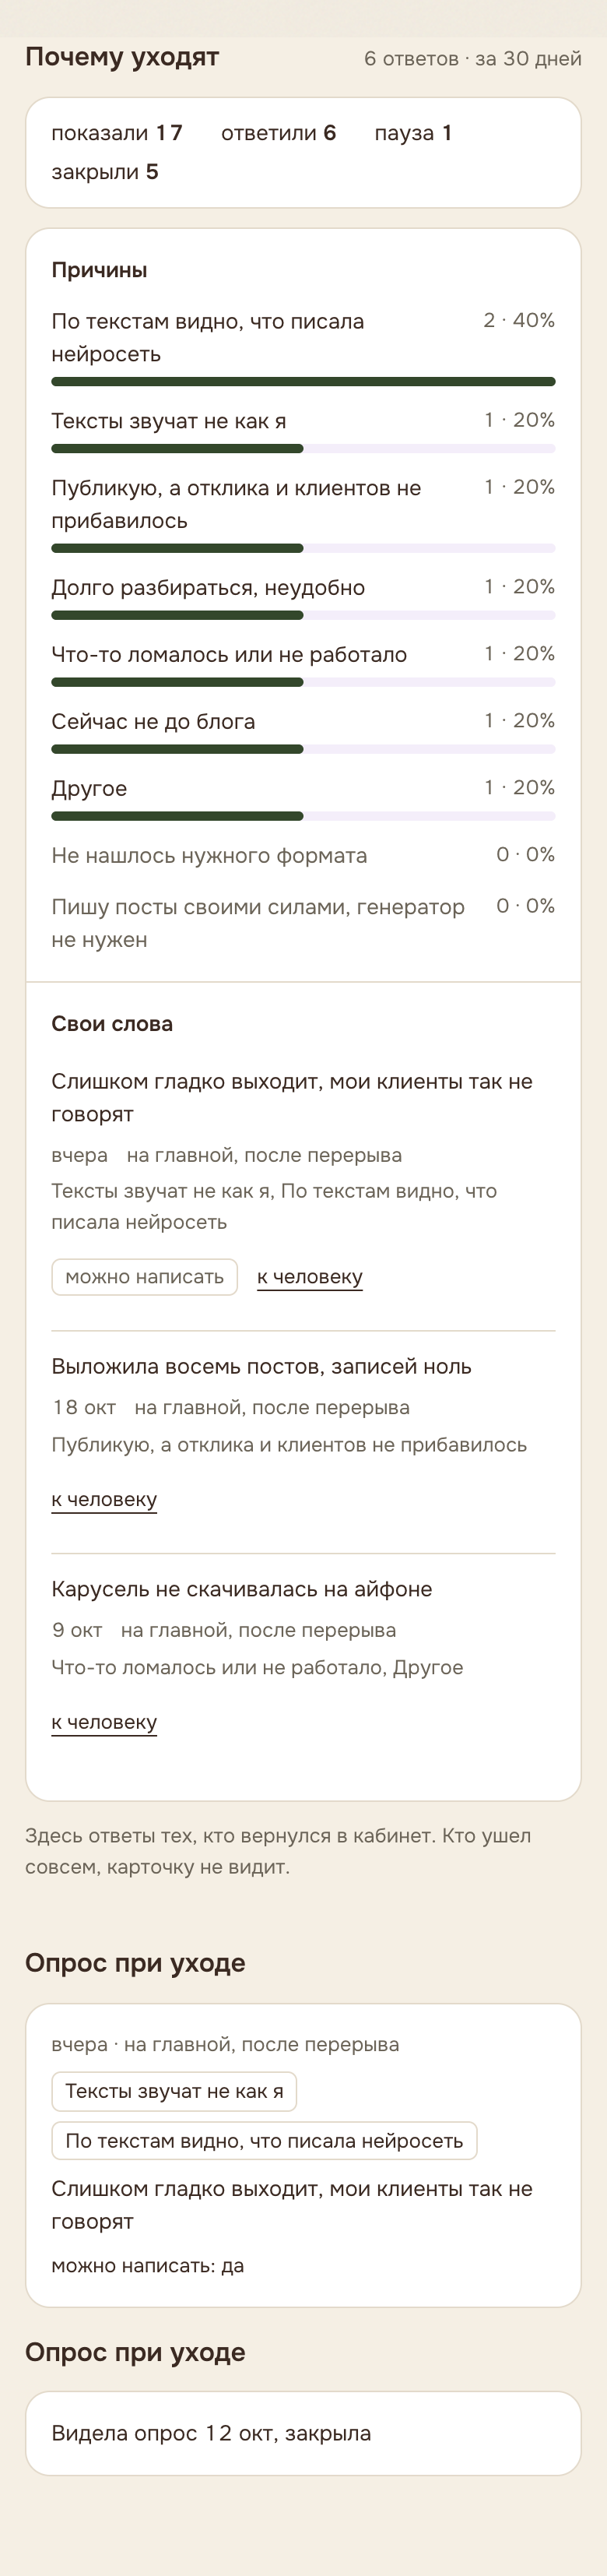 Почему уходят
6 ответов · за 30 дней
показали 17 ответили 6 пауза 1
закрыли 5
Причины
По текстам видно, что писала
нейросеть
2 · 40%
Тексты звучат не как я
1 · 20%
Публикую, а отклика и клиентов не
прибавилось
1 · 20%
Долго разбираться, неудобно
1 · 20%
Что-то ломалось или не работало
1 · 20%
Сейчас не до блога
1 · 20%
Другое
1 · 20%
Не нашлось нужного формата
0 · 0%
Пишу посты своими силами, генератор
не нужен
0 · 0%
Свои слова
Слишком гладко выходит, мои клиенты так не
говорят
вчера на главной, после перерыва
Тексты звучат не как я, По текстам видно, что
писала нейросеть
можно написать к человеку
Выложила восемь постов, записей ноль
18 окт на главной, после перерыва
Публикую, а отклика и клиентов не прибавилось
к человеку
Карусель не скачивалась на айфоне
9 окт на главной, после перерыва
Что-то ломалось или не работало, Другое
к человеку
Здесь ответы тех, кто вернулся в кабинет. Кто ушел
совсем, карточку не видит.
Опрос при уходе
вчера · на главной, после перерыва
Тексты звучат не как я
По текстам видно, что писала нейросеть
Слишком гладко выходит, мои клиенты так не
говорят
можно написать: да
Опрос при уходе
Видела опрос 12 окт, закрыла